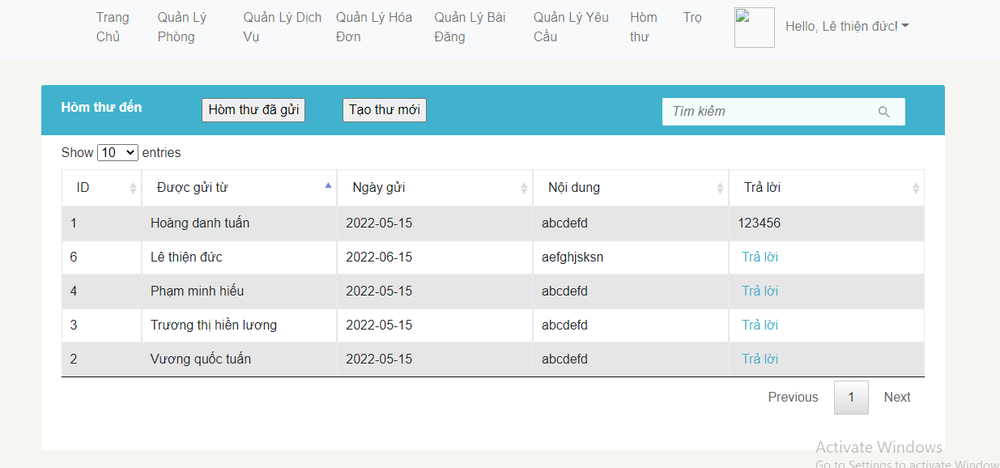 Trang Chủ
Quản Lý Phòng
Quản Lý Dịch Vụ
Quản Lý Hóa Đơn
Quản Lý Bài Đăng
Quản Lý Yêu Cầu
Hòm thư
Trọ
Hello, Lê thiện đức!
Hòm thư đến
Hòm thư đã gửi
Tạo thư mới
Tìm kiếm
Show 10 entries
ID Được gửi từ Ngày gửi Nội dung Trả lời
1 Hoàng danh tuấn 2022-05-15 abcdefd 123456
6 Lê thiện đức 2022-06-15 aefghjsksn Trả lời
4 Phạm minh hiếu 2022-05-15 abcdefd Trả lời
3 Trương thị hiền lương 2022-05-15 abcdefd Trả lời
2 Vương quốc tuấn 2022-05-15 abcdefd Trả lời
Previous 1 Next
Activate Windows
Go to Settings to activate Window